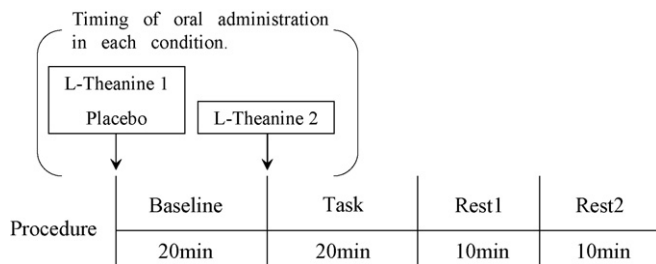 Timing of oral administration
in each condition.
L-Theanine 1
Placebo
L-Theanine 2
Procedure
Baseline
Task
Rest1
Rest2
20min
20min
10min
10min